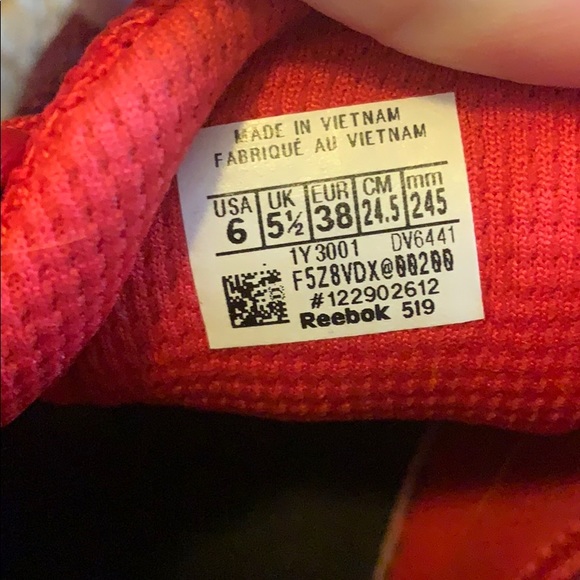 MADE IN VIETNAM
FABRIQUÉ AU VIETNAM
USA UK EUR CM mm
6 5½ 38 24.5 245
1Y3001 DV6441
F5Z8VDX@00200
#122902612
Reebok 519